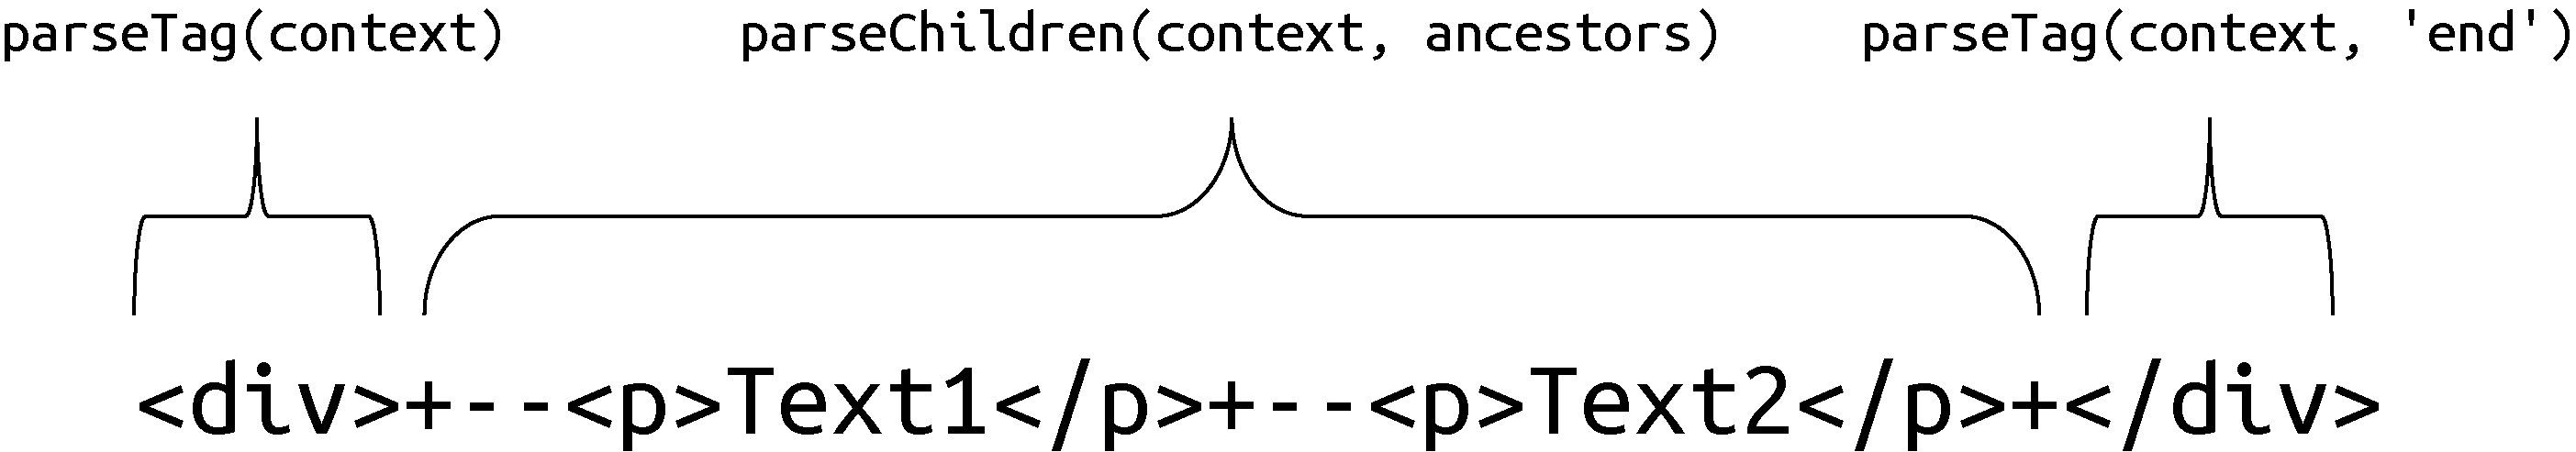 parseTag(context) parseChildren(context, ancestors) parseTag(context, 'end')
<div>+--<p>Text1</p>+--<p>Text2</p>+</div>